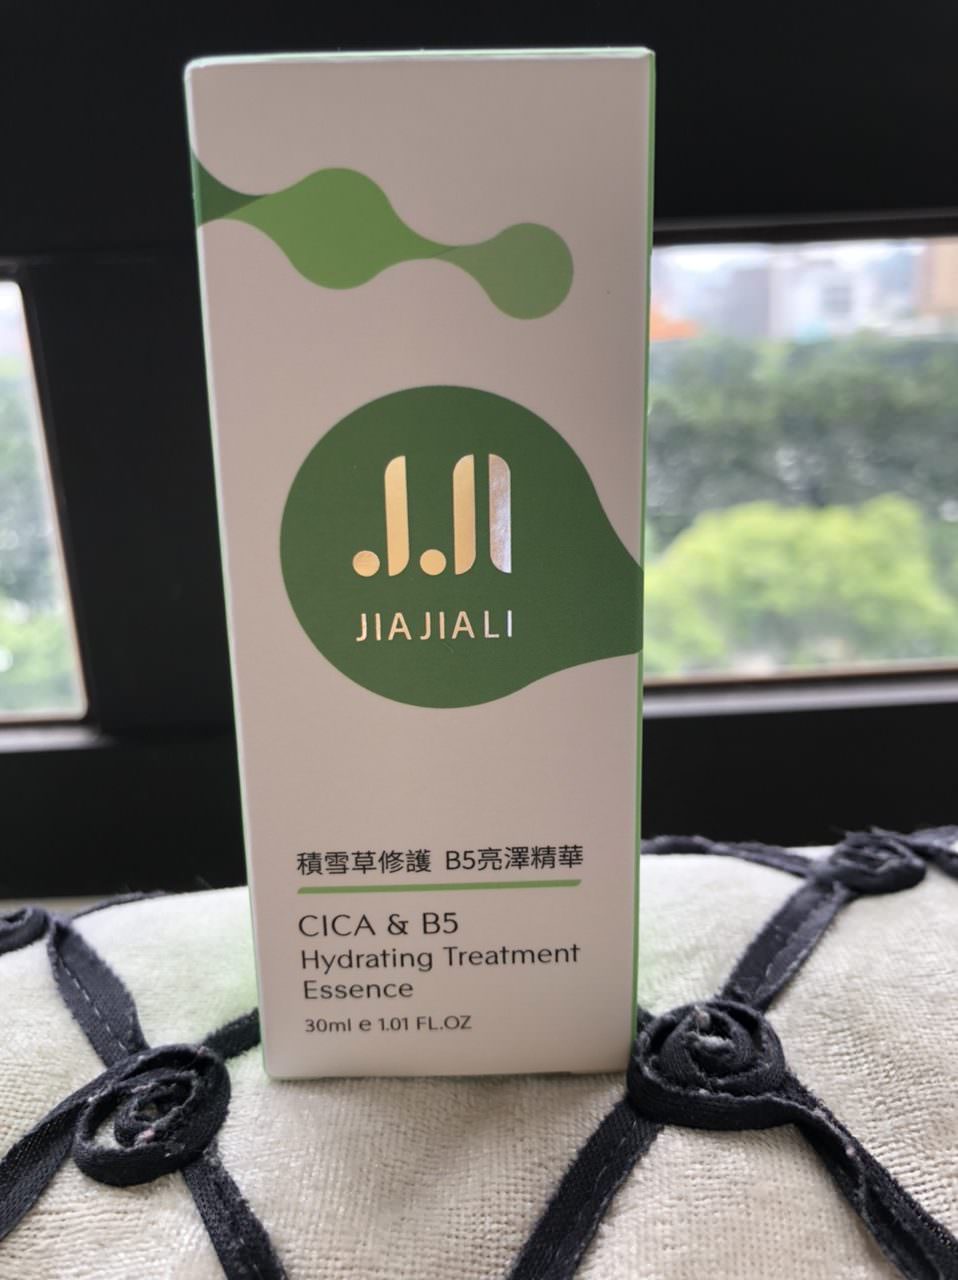 JIAJIALI
積雪草修護 B5亮澤精華
CICA & B5
Hydrating Treatment
Essence
30ml e 1.01 FL.OZ